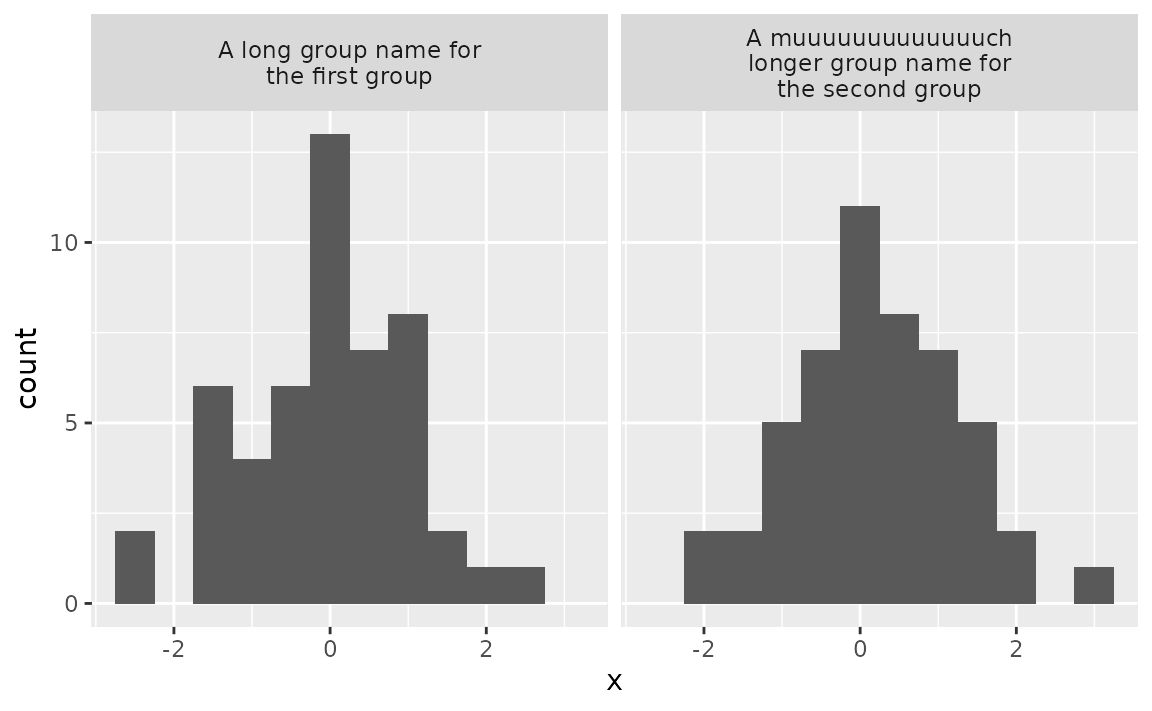 A long group name for
the first group
A muuuuuuuuuuuuuch
longer group name for
the second group
count
10
5
0
-2
0
2
-2
0
2
x